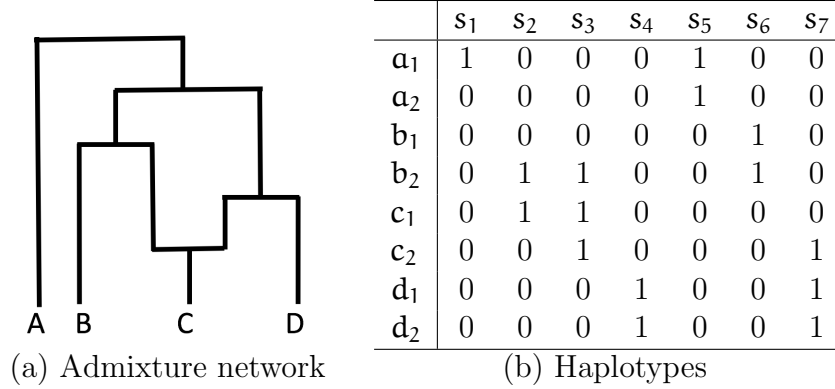 s₁ s₂ s₃ s₄ s₅ s₆ s₇
a₁ 1 0 0 0 1 0 0
a₂ 0 0 0 0 1 0 0
b₁ 0 0 0 0 0 1 0
b₂ 0 1 1 0 0 1 0
c₁ 0 1 1 0 0 0 0
c₂ 0 0 1 0 0 0 1
d₁ 0 0 0 1 0 0 1
d₂ 0 0 0 1 0 0 1
A B C D
(a) Admixture network
(b) Haplotypes